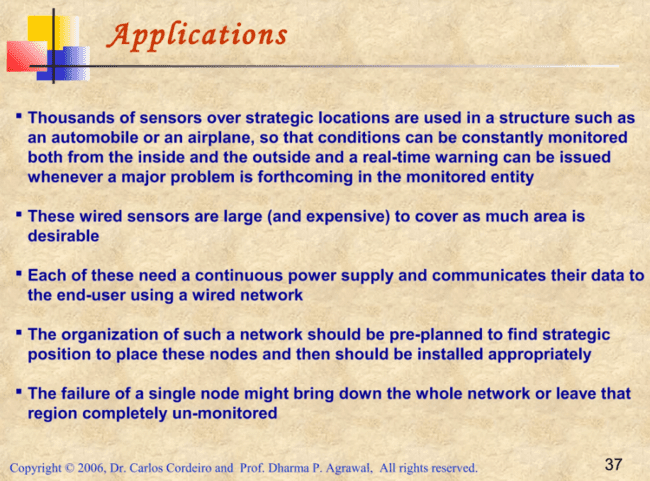 Applications
▪ Thousands of sensors over strategic locations are used in a structure such as
an automobile or an airplane, so that conditions can be constantly monitored
both from the inside and the outside and a real-time warning can be issued
whenever a major problem is forthcoming in the monitored entity
▪ These wired sensors are large (and expensive) to cover as much area is
desirable
▪ Each of these need a continuous power supply and communicates their data to
the end-user using a wired network
▪ The organization of such a network should be pre-planned to find strategic
position to place these nodes and then should be installed appropriately
▪ The failure of a single node might bring down the whole network or leave that
region completely un-monitored
Copyright © 2006, Dr. Carlos Cordeiro and Prof. Dharma P. Agrawal, All rights reserved.
37